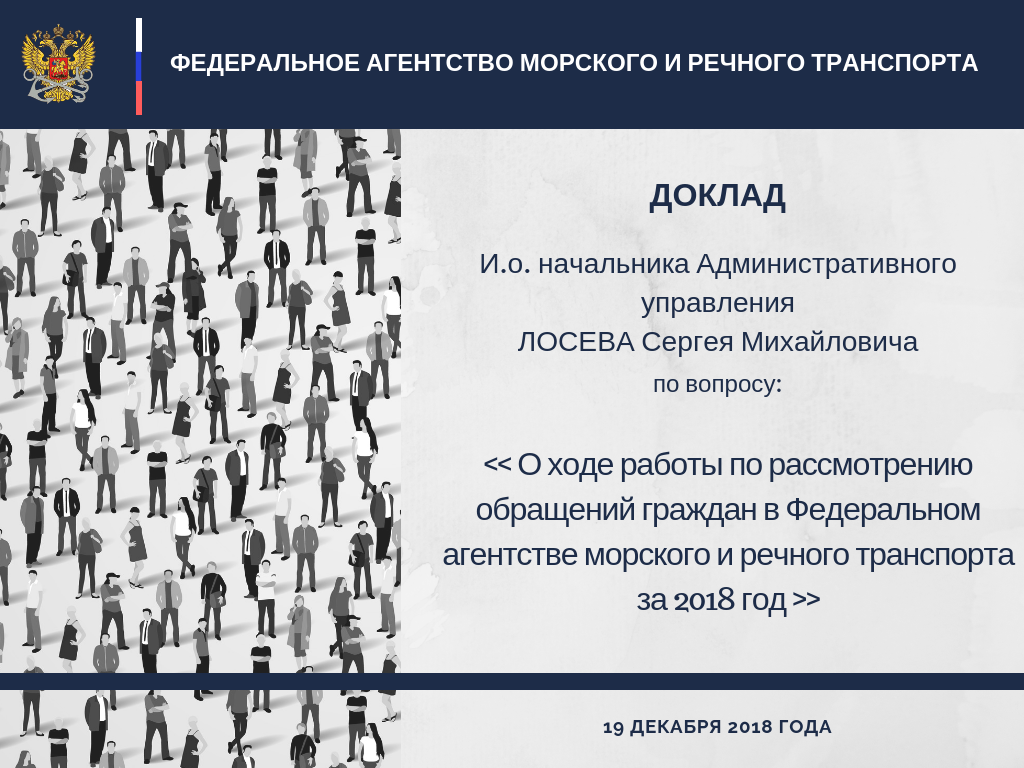 ФЕДЕРАЛЬНОЕ АГЕНТСТВО МОРСКОГО И РЕЧНОГО ТРАНСПОРТА
ДОКЛАД
И.о. начальника Административного
управления
ЛОСЕВА Сергея Михайловича
по вопросу:
<< О ходе работы по рассмотрению
обращений граждан в Федеральном
агентстве морского и речного транспорта
за 2018 год >>
19 ДЕКАБРЯ 2018 ГОДА